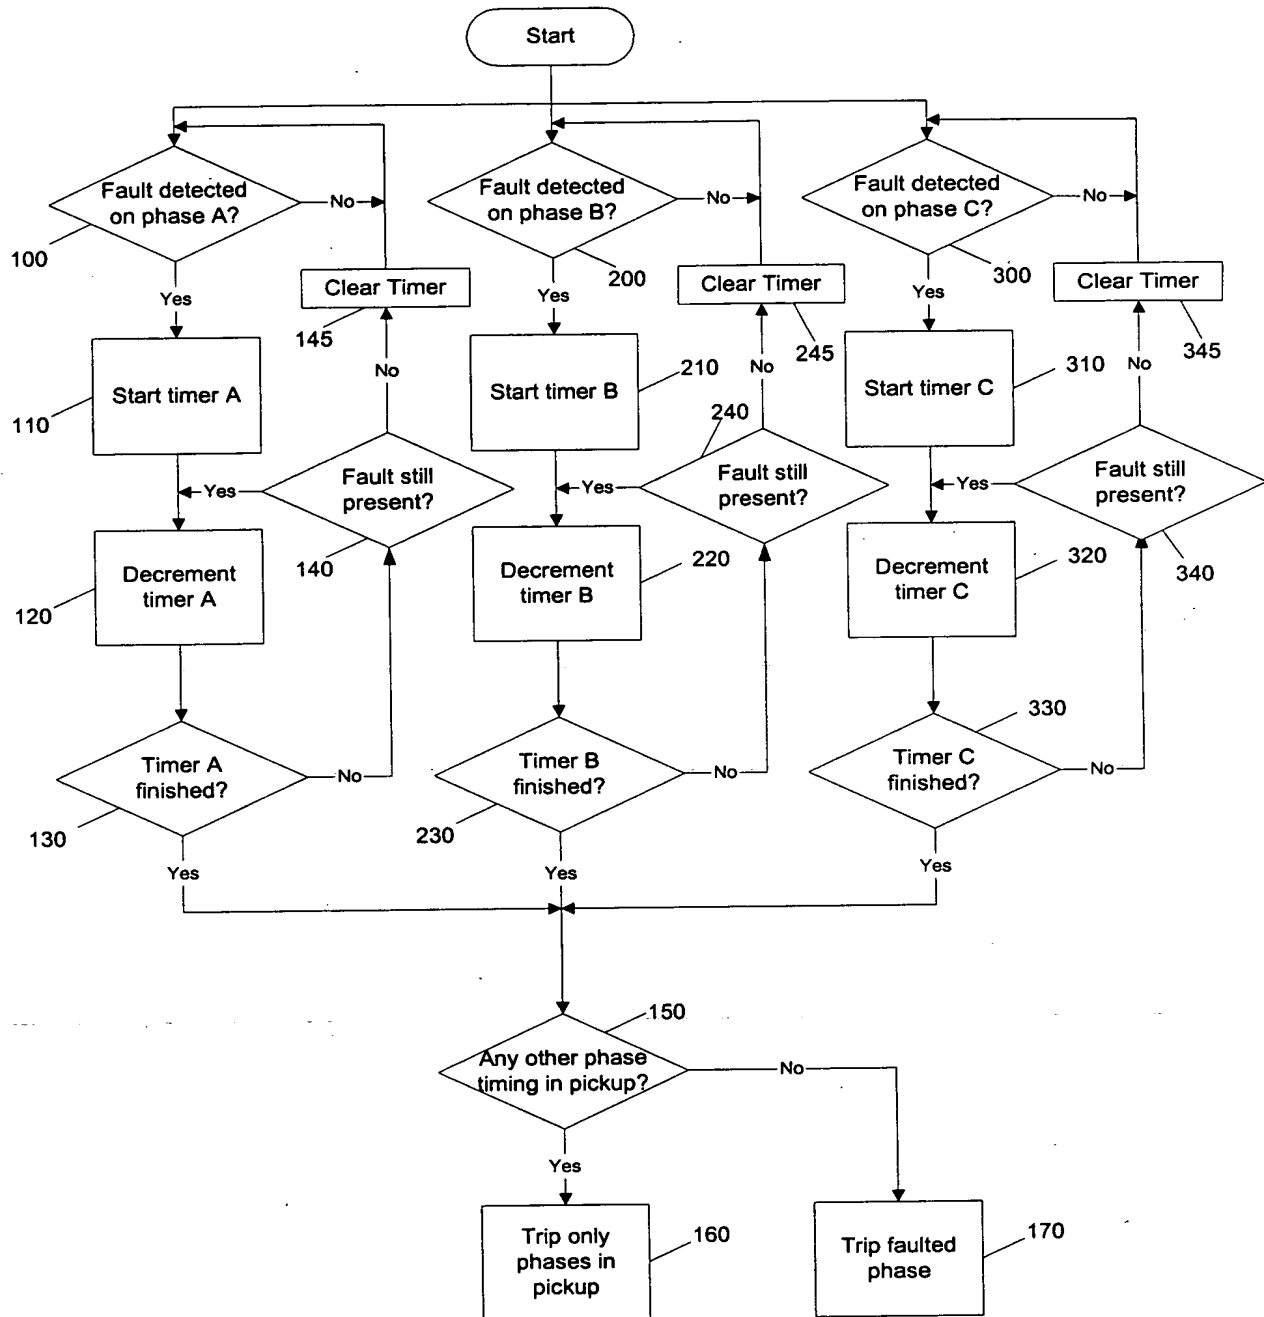 Start
Fault detected
on phase A?
No
100
Yes
Clear Timer
145
Start timer A
110
No
Fault still
present?
Yes
140
Decrement
timer A
120
Timer A
finished?
No
130
Yes
Fault detected
on phase B?
No
200
Yes
Clear Timer
245
Start timer B
210
No
240
Fault still
present?
Yes
Decrement
timer B
220
Timer B
finished?
No
230
Yes
Fault detected
on phase C?
No
300
Yes
Clear Timer
345
Start timer C
310
No
Fault still
present?
Yes
340
Decrement
timer C
320
330
Timer C
finished?
No
Yes
150
Any other phase
timing in pickup?
No
Yes
Trip only
phases in
pickup
160
Trip faulted
phase
170